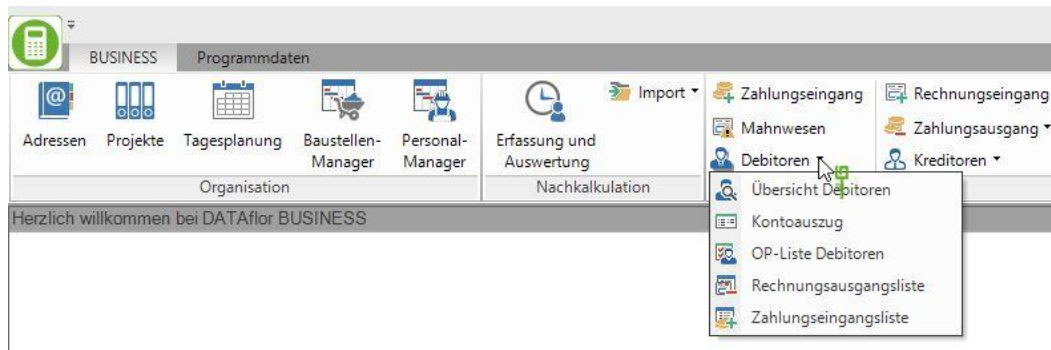 BUSINESS Programmdaten
Adressen Projekte Tagesplanung Baustellen-Manager Personal-Manager
Organisation
Erfassung und Auswertung
Import
Nachkalkulation
Zahlungseingang Rechnungseingang
Mahnwesen Zahlungsausgang
Debitoren Kreditoren
Übersicht Debitoren
Kontoauszug
OP-Liste Debitoren
Rechnungsausgangsliste
Zahlungseingangsliste
Herzlich willkommen bei DATAflor BUSINESS